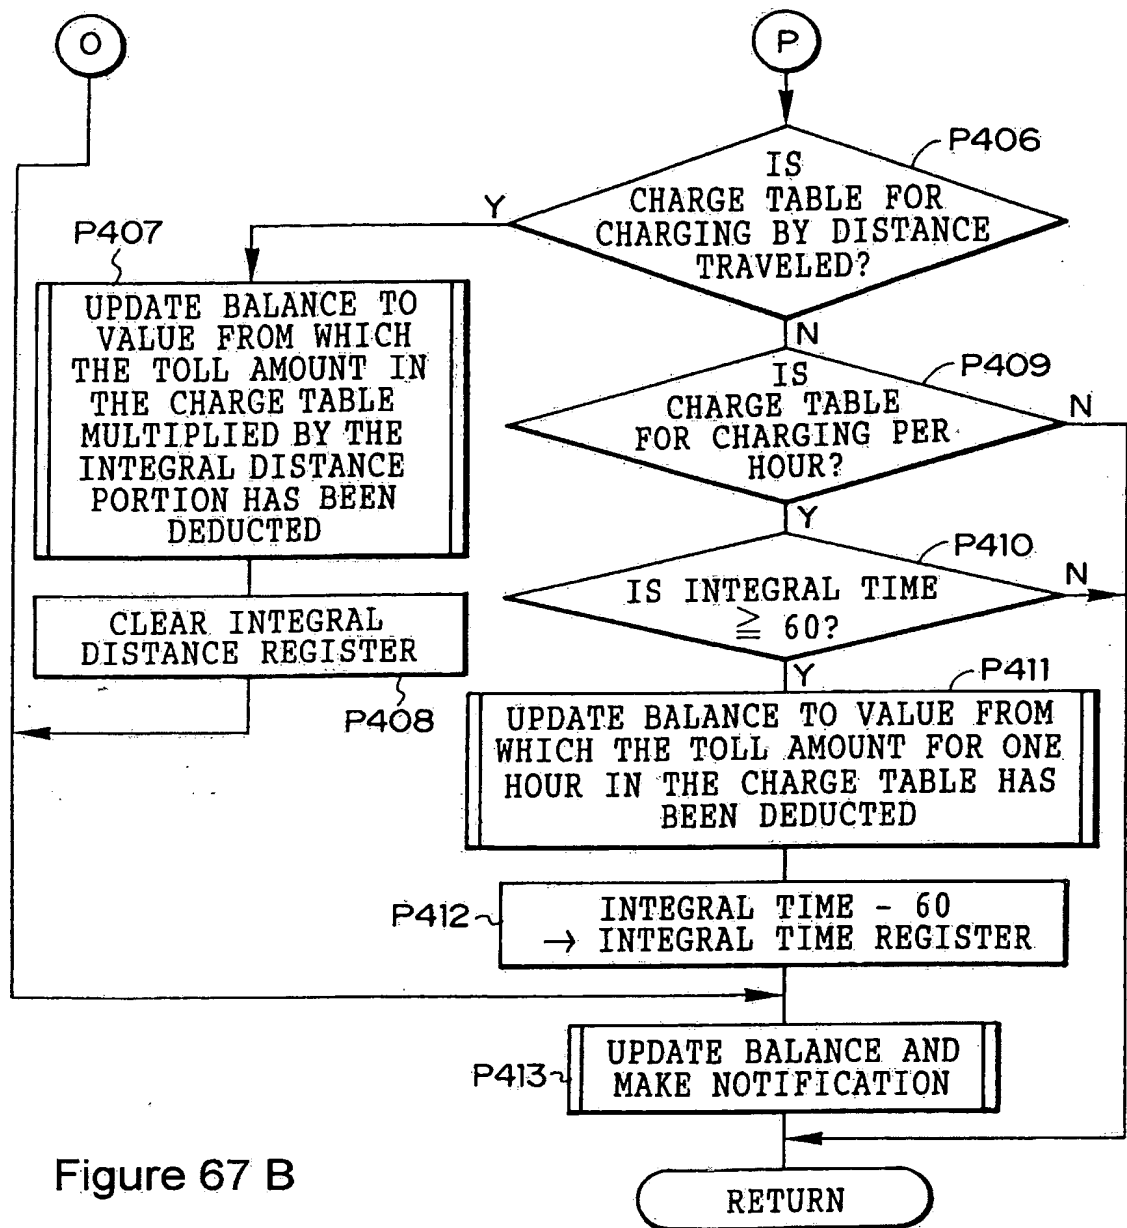 O
P
P406
IS
CHARGE TABLE FOR
CHARGING BY DISTANCE
TRAVELED?
Y
N
P407
UPDATE BALANCE TO
VALUE FROM WHICH
THE TOLL AMOUNT IN
THE CHARGE TABLE
MULTIPLIED BY THE
INTEGRAL DISTANCE
PORTION HAS BEEN
DEDUCTED
CLEAR INTEGRAL
DISTANCE REGISTER
P408
P409
IS
CHARGE TABLE
FOR CHARGING PER
HOUR?
N
Y
P410
IS INTEGRAL TIME
≧ 60?
N
Y
P411
UPDATE BALANCE TO VALUE FROM
WHICH THE TOLL AMOUNT FOR ONE
HOUR IN THE CHARGE TABLE HAS
BEEN DEDUCTED
P412
INTEGRAL TIME - 60
→ INTEGRAL TIME REGISTER
P413
UPDATE BALANCE AND
MAKE NOTIFICATION
RETURN
Figure 67 B